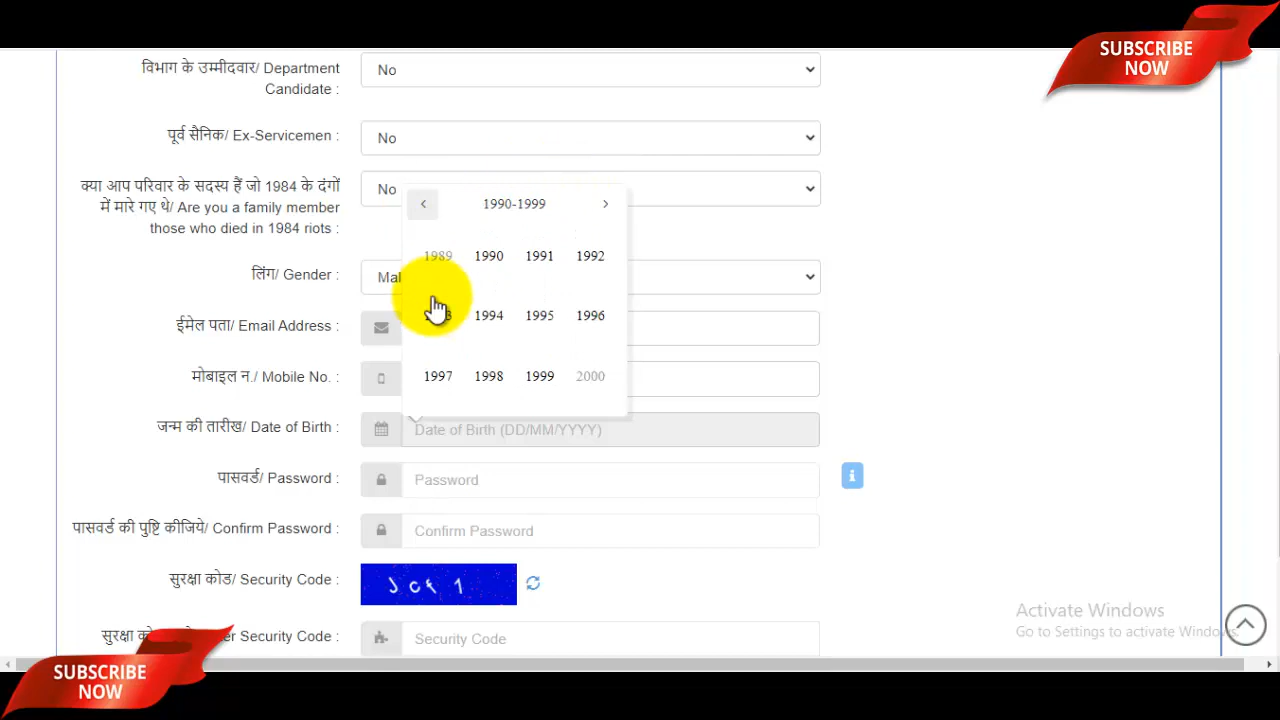 SUBSCRIBE
NOW
विभाग के उम्मीदवार/ Department
Candidate :
No
पूर्व सैनिक/ Ex-Servicemen :
No
क्या आप परिवार के सदस्य हैं जो 1984 के दंगों
में मारे गए थे/ Are you a family member
those who died in 1984 riots :
No
1990-1999
1989 1990 1991 1992
लिंग/ Gender :
Mal
1994 1995 1996
ईमेल पता/ Email Address :
मोबाइल न./ Mobile No. :
1997 1998 1999 2000
जन्म की तारीख/ Date of Birth :
Date of Birth (DD/MM/YYYY)
पासवर्ड/ Password :
Password
पासवर्ड की पुष्टि कीजिये/ Confirm Password :
Confirm Password
सुरक्षा कोड/ Security Code :
Activate Windows
Go to Settings to activate Windows.
सुरक्षा Security Code :
Security Code
SUBSCRIBE
NOW